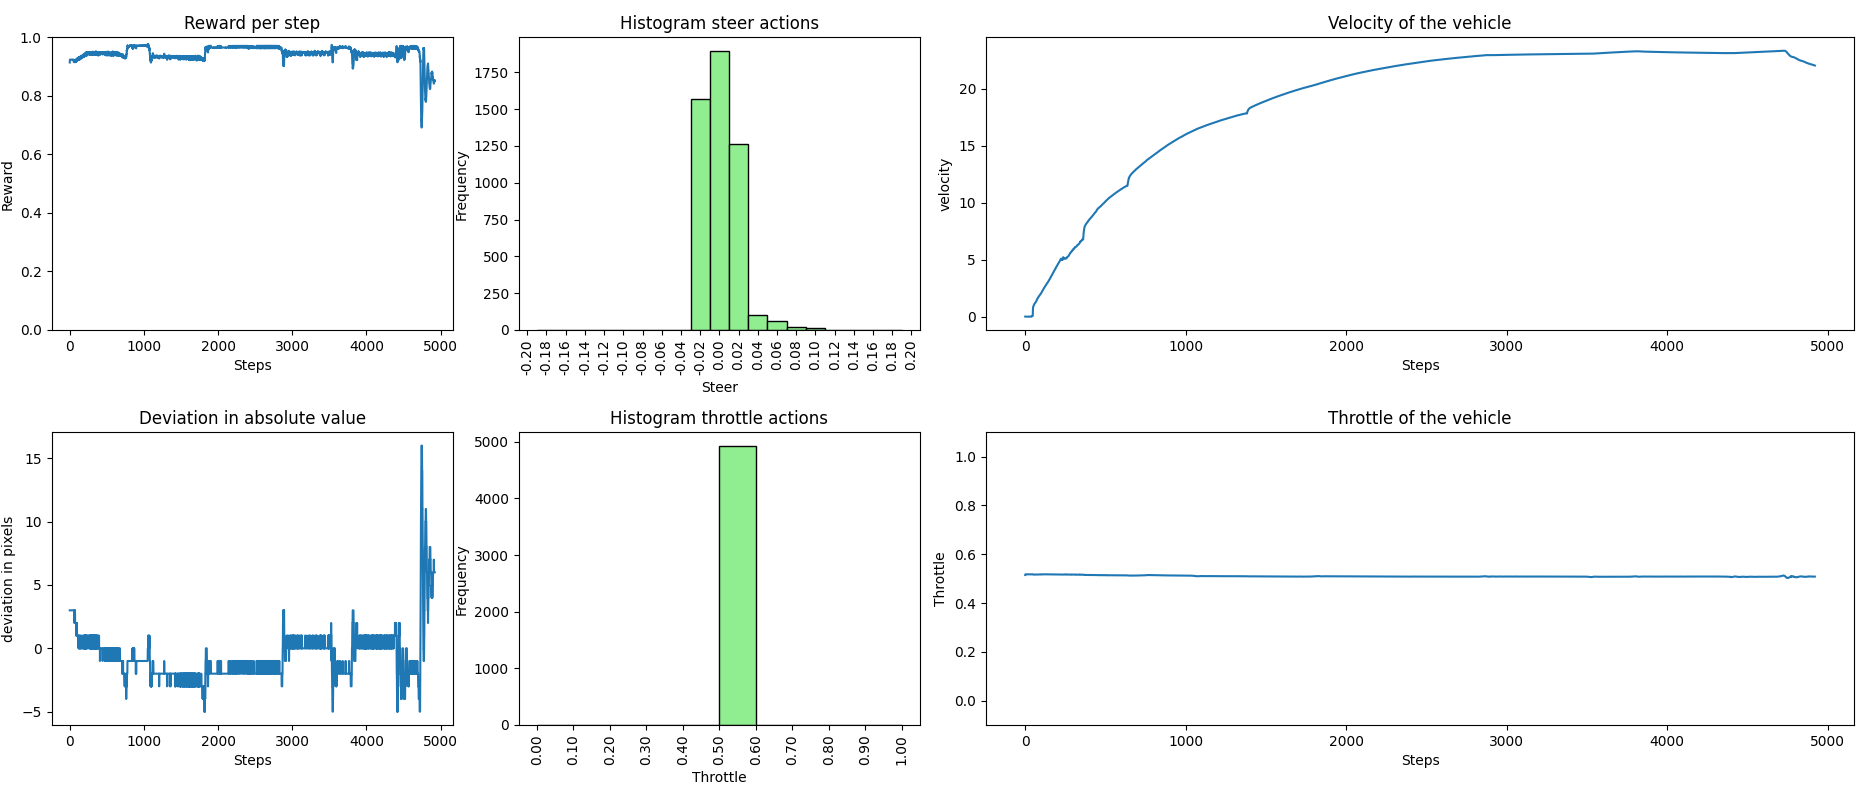 Reward per step
1.0
0.8
0.6
0.4
0.2
0.0
Reward
0 1000 2000 3000 4000 5000
Steps
Histogram steer actions
1750
1500
1250
1000
750
500
250
0
Frequency
-0.20 -0.18 -0.16 -0.14 -0.12 -0.10 -0.08 -0.06 -0.04 -0.02 0.00 0.02 0.04 0.06 0.08 0.10 0.12 0.14 0.16 0.18 0.20
Steer
Velocity of the vehicle
20
15
10
5
0
velocity
0 1000 2000 3000 4000 5000
Steps
Deviation in absolute value
15
10
5
0
−5
deviation in pixels
0 1000 2000 3000 4000 5000
Steps
Histogram throttle actions
5000
4000
3000
2000
1000
0
Frequency
0.00 0.10 0.20 0.30 0.40 0.50 0.60 0.70 0.80 0.90 1.00
Throttle
Throttle of the vehicle
1.0
0.8
0.6
0.4
0.2
0.0
Throttle
0 1000 2000 3000 4000 5000
Steps